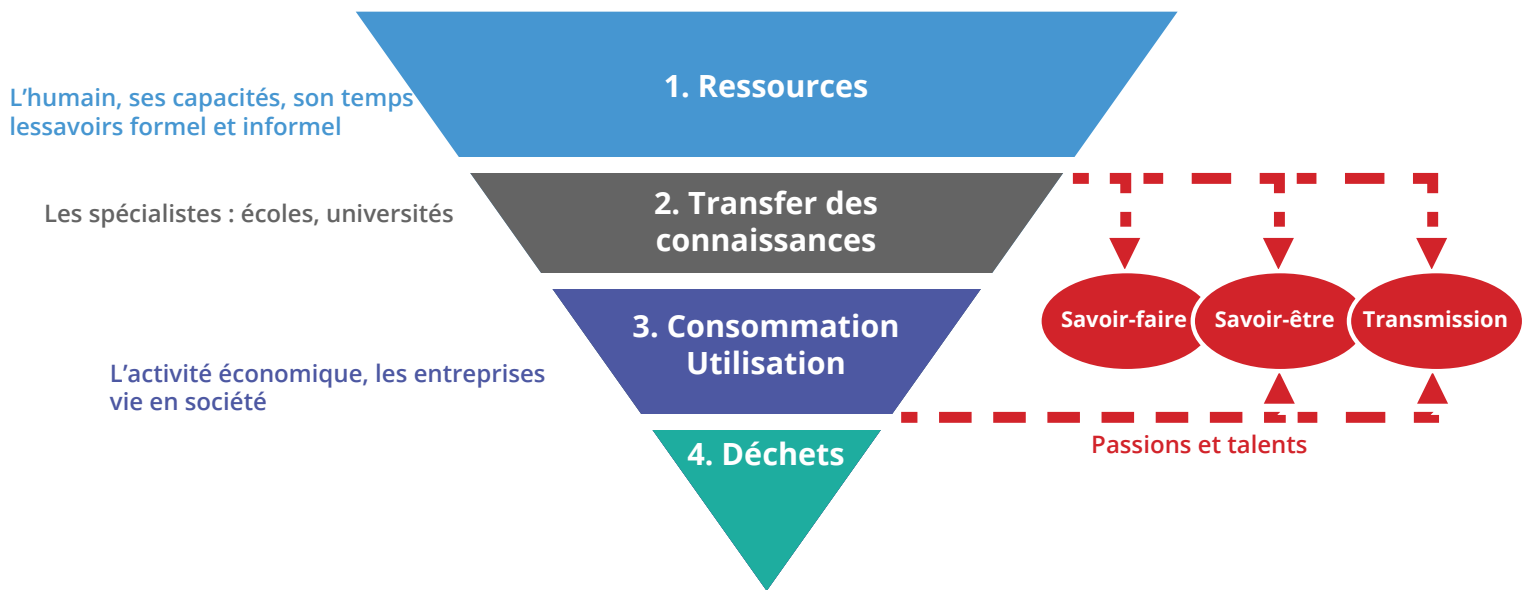 1. Ressources
L’humain, ses capacités, son temps
lessavoirs formel et informel
2. Transfer des
connaissances
Les spécialistes : écoles, universités
Savoir-faire
Savoir-être
Transmission
3. Consommation
Utilisation
L’activité économique, les entreprises
vie en société
Passions et talents
4. Déchets